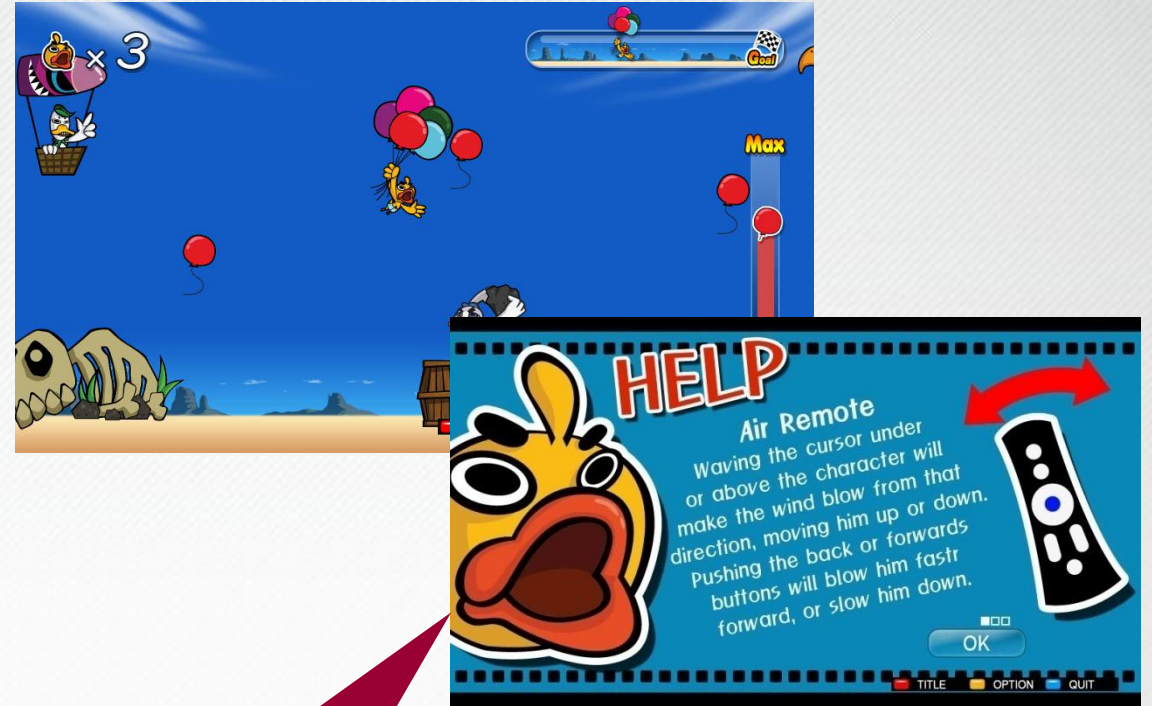 × 3
Goal
Max
HELP
Air Remote
Waving the cursor under
or above the character will
make the wind blow from that
direction, moving him up or down.
Pushing the back or forwards
buttons will blow him fastr
forward, or slow him down.
OK
TITLE OPTION QUIT